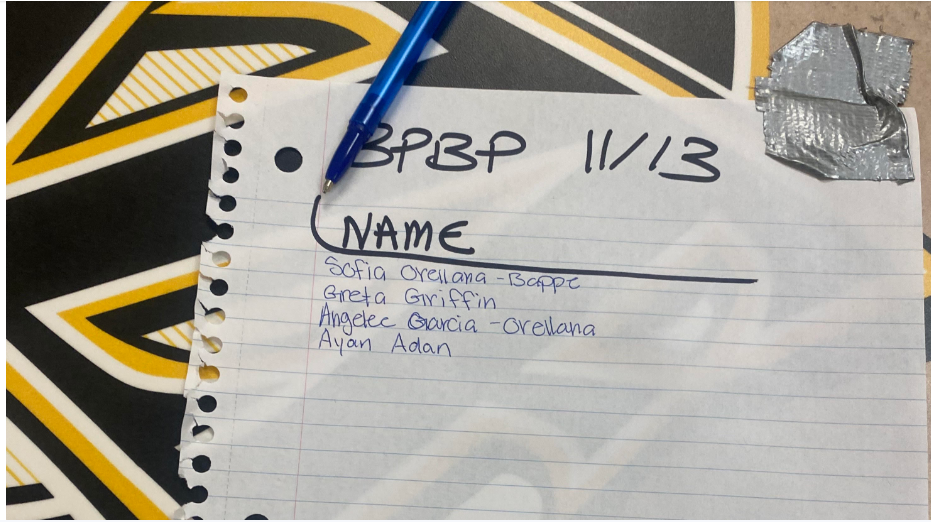 BPBP 11/13
NAME
Sofia Orellana-Bappe
Greta Griffin
Angelec Garcia-Orellana
Ayan Adan